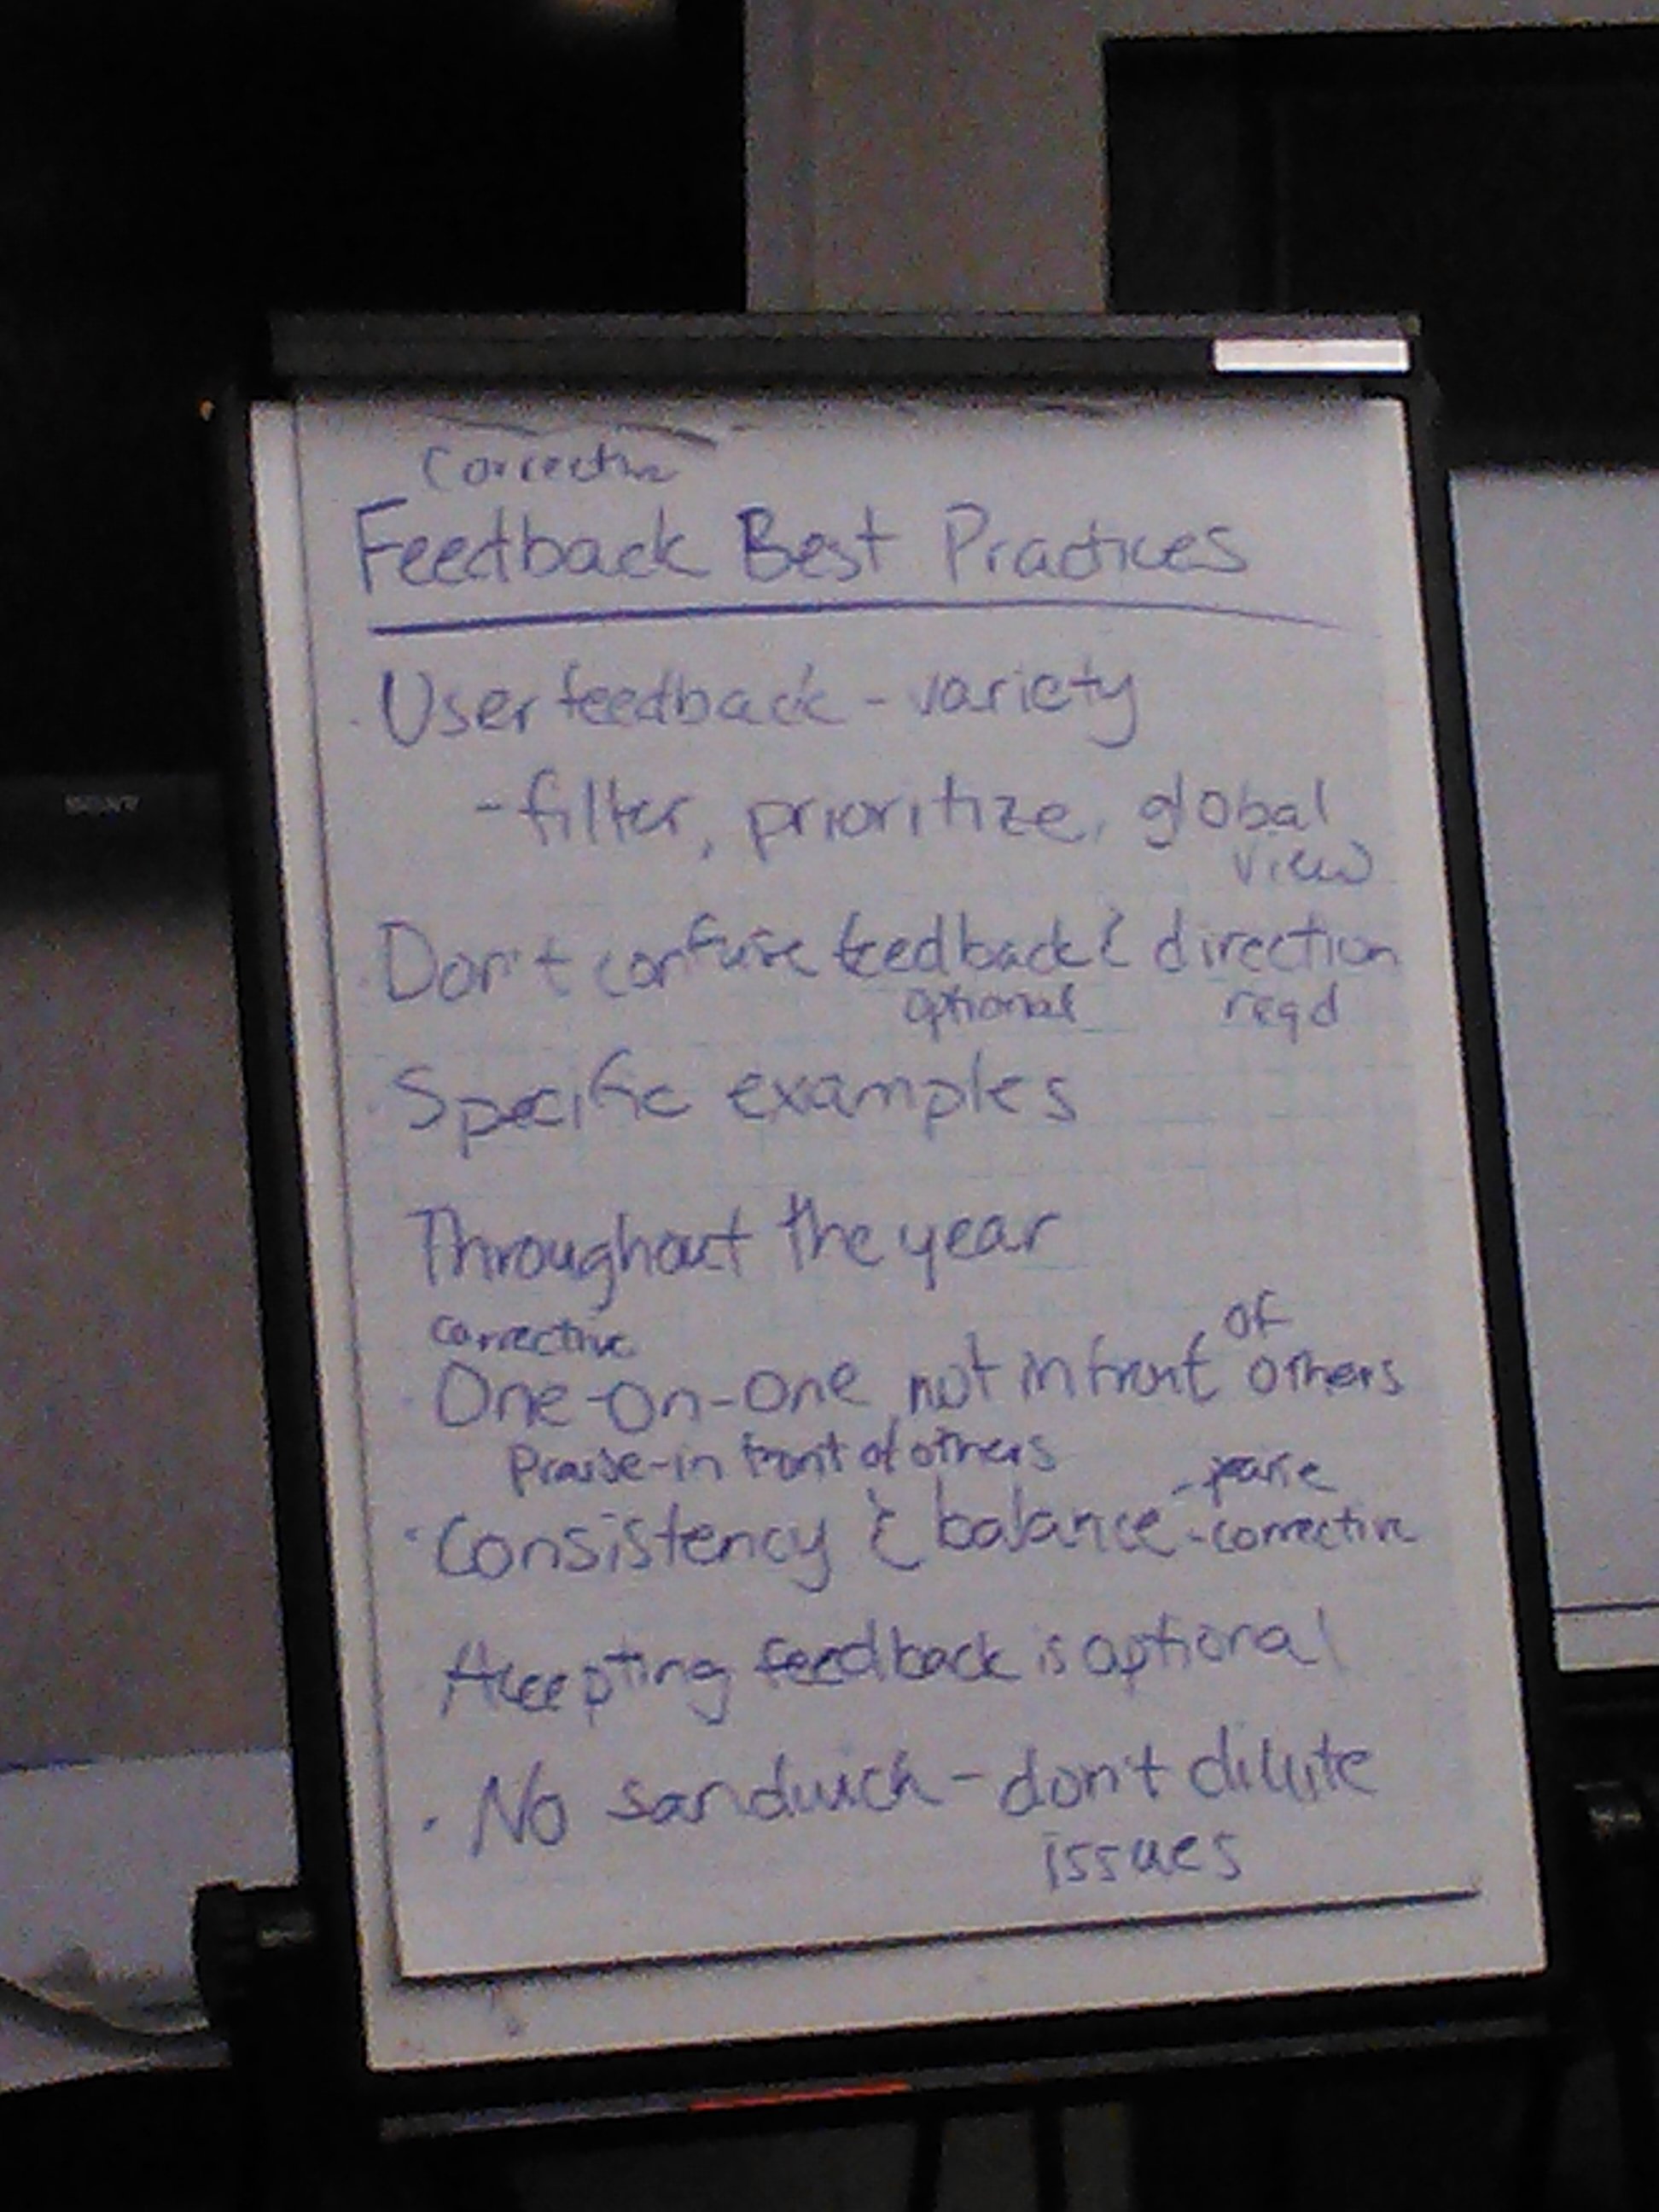 Corrective
Feedback Best Practices
· User feedback - variety
- filter, prioritize, global
view
· Don't confuse feedback & direction
optional reqd
· Specific examples
Throughout the year
corrective
of
· One-on-one not in front others
Praise-in front of others
- praise
· Consistency & balance - corrective
Accepting feedback is optional
· No sandwich - don't dilute
issues
SONY